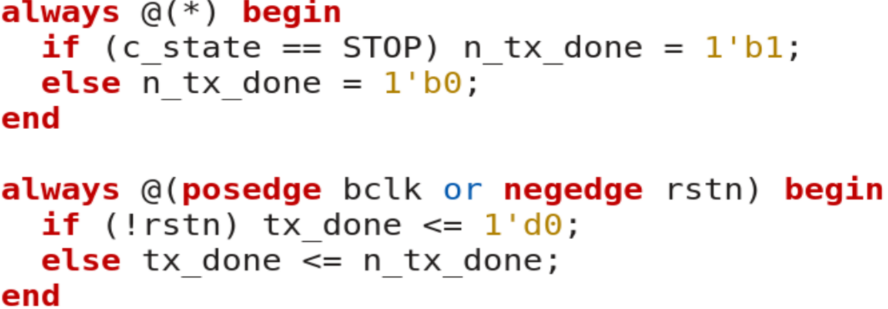 always @(*) begin
  if (c_state == STOP) n_tx_done = 1'b1;
  else n_tx_done = 1'b0;
end

always @(posedge bclk or negedge rstn) begin
  if (!rstn) tx_done <= 1'd0;
  else tx_done <= n_tx_done;
end